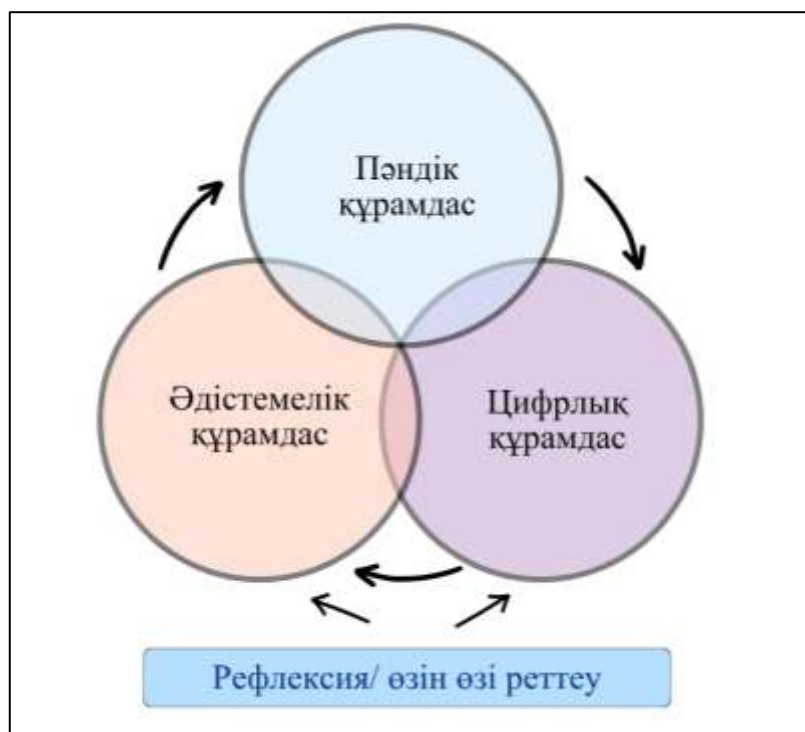 Пәндік
құрамдас
Әдістемелік
құрамдас
Цифрлық
құрамдас
Рефлексия/ өзін өзі реттеу